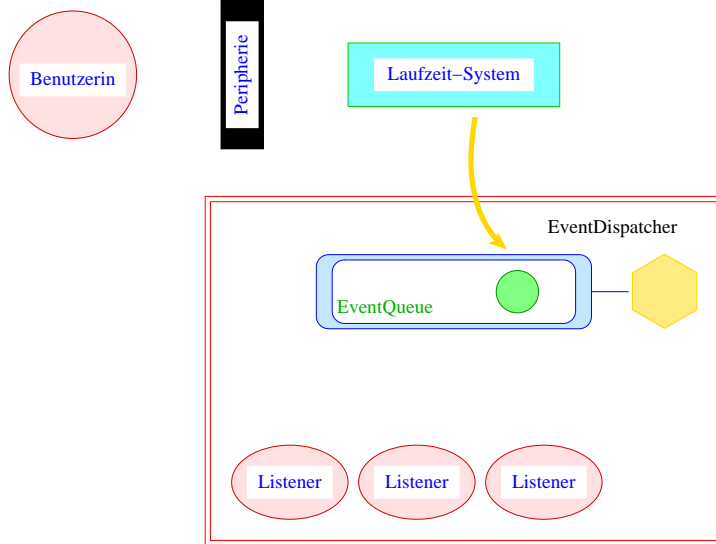 Benutzerin
Peripherie
Laufzeit–System
EventDispatcher
EventQueue
Listener
Listener
Listener